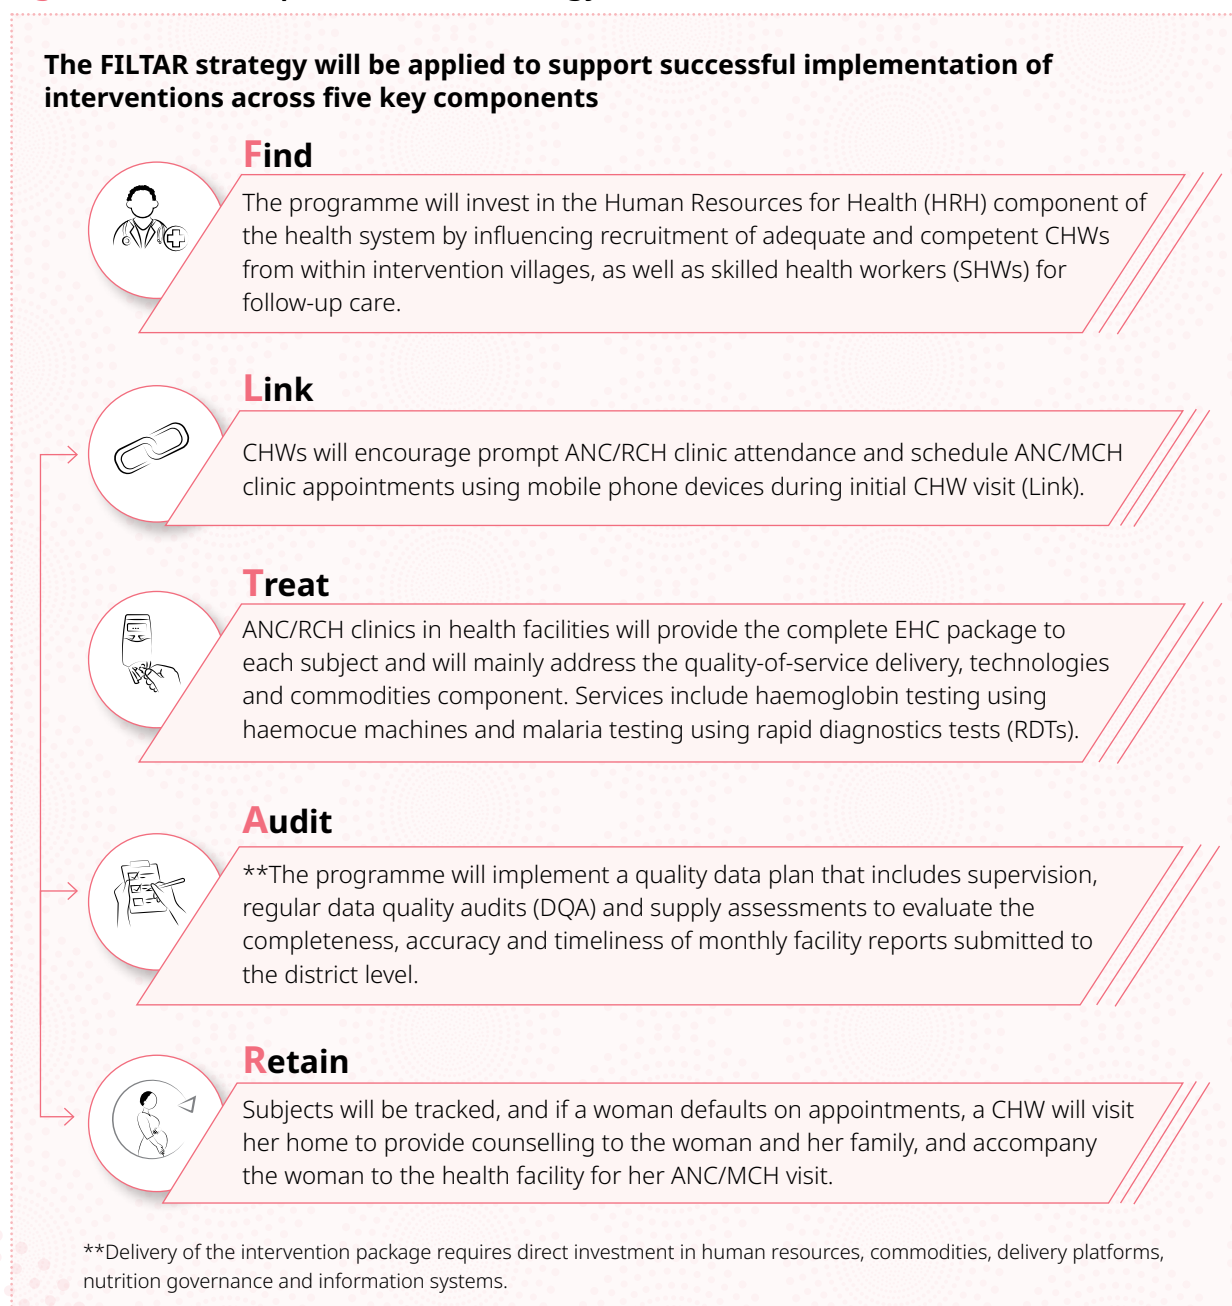 The FILTAR strategy will be applied to support successful implementation of
interventions across five key components
Find
The programme will invest in the Human Resources for Health (HRH) component of
the health system by influencing recruitment of adequate and competent CHWs
from within intervention villages, as well as skilled health workers (SHWs) for
follow-up care.
Link
CHWs will encourage prompt ANC/RCH clinic attendance and schedule ANC/MCH
clinic appointments using mobile phone devices during initial CHW visit (Link).
Treat
ANC/RCH clinics in health facilities will provide the complete EHC package to
each subject and will mainly address the quality-of-service delivery, technologies
and commodities component. Services include haemoglobin testing using
haemocue machines and malaria testing using rapid diagnostics tests (RDTs).
Audit
**The programme will implement a quality data plan that includes supervision,
regular data quality audits (DQA) and supply assessments to evaluate the
completeness, accuracy and timeliness of monthly facility reports submitted to
the district level.
Retain
Subjects will be tracked, and if a woman defaults on appointments, a CHW will visit
her home to provide counselling to the woman and her family, and accompany
the woman to the health facility for her ANC/MCH visit.
**Delivery of the intervention package requires direct investment in human resources, commodities, delivery platforms,
nutrition governance and information systems.